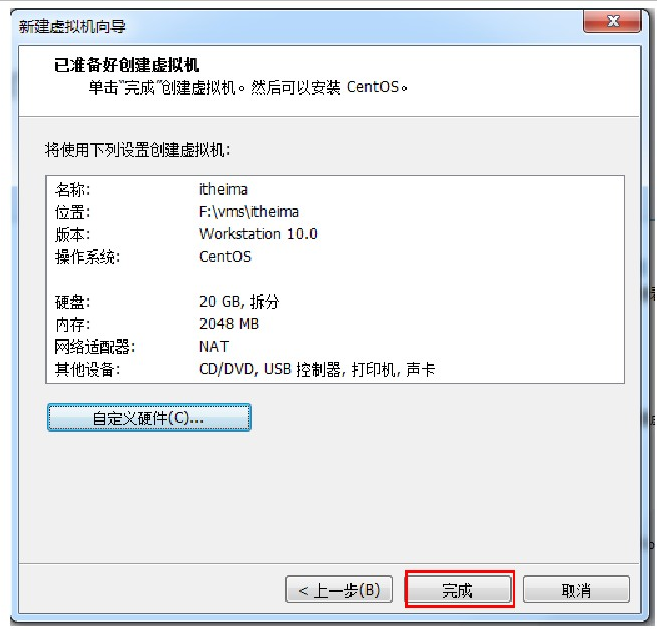 新建虚拟机向导
已准备好创建虚拟机
单击“完成”创建虚拟机。然后可以安装 CentOS。
将使用下列设置创建虚拟机:
名称: itheima
位置: F:\vms\itheima
版本: Workstation 10.0
操作系统: CentOS
硬盘: 20 GB, 拆分
内存: 2048 MB
网络适配器: NAT
其他设备: CD/DVD, USB 控制器, 打印机, 声卡
自定义硬件(C)...
< 上一步(B) 完成 取消